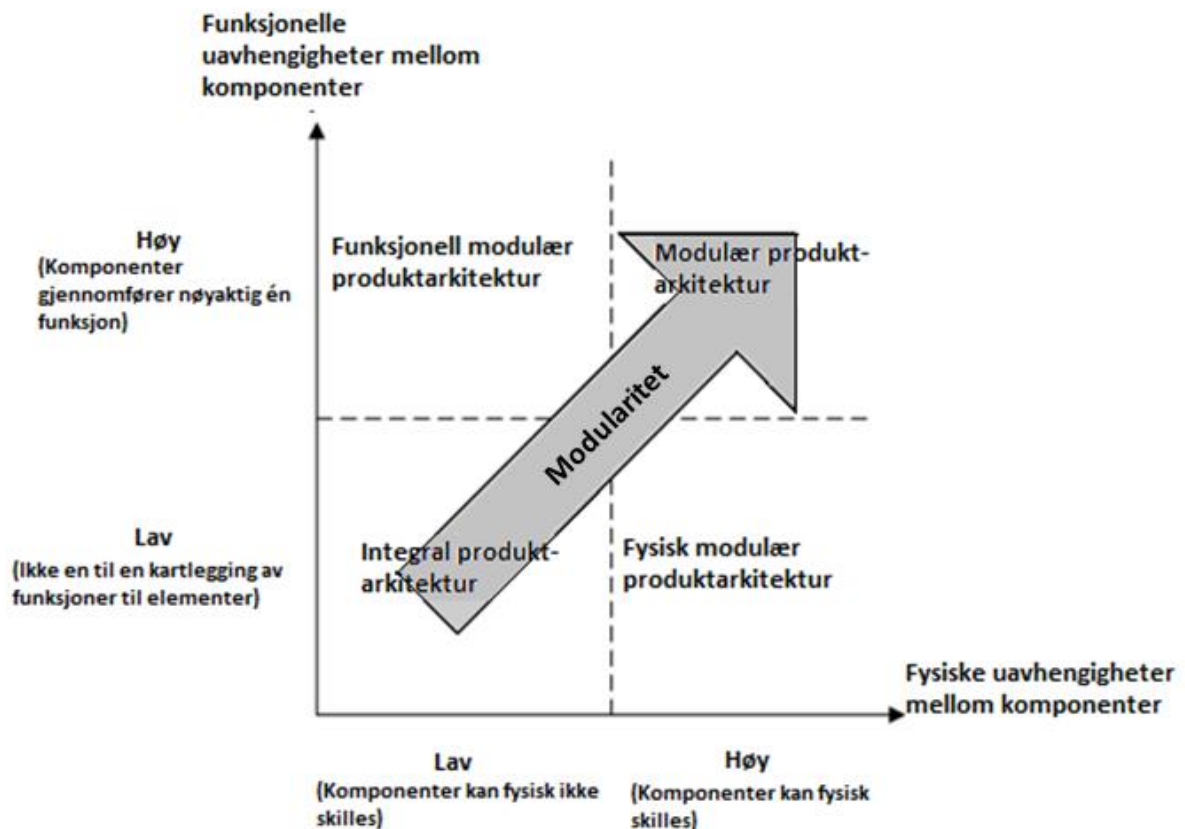 Funksjonelle
uavhengigheter mellom
komponenter
Høy
(Komponenter
gjennomfører nøyaktig én
funksjon)
Funksjonell modulær
produktarkitektur
Modulær produkt-
arkitektur
Modularitet
Lav
(Ikke en til en kartlegging av
funksjoner til elementer)
Integral produkt-
arkitektur
Fysisk modulær
produktarkitektur
Fysiske uavhengigheter
mellom komponenter
Lav
(Komponenter kan fysisk ikke
skilles)
Høy
(Komponenter kan fysisk
skilles)